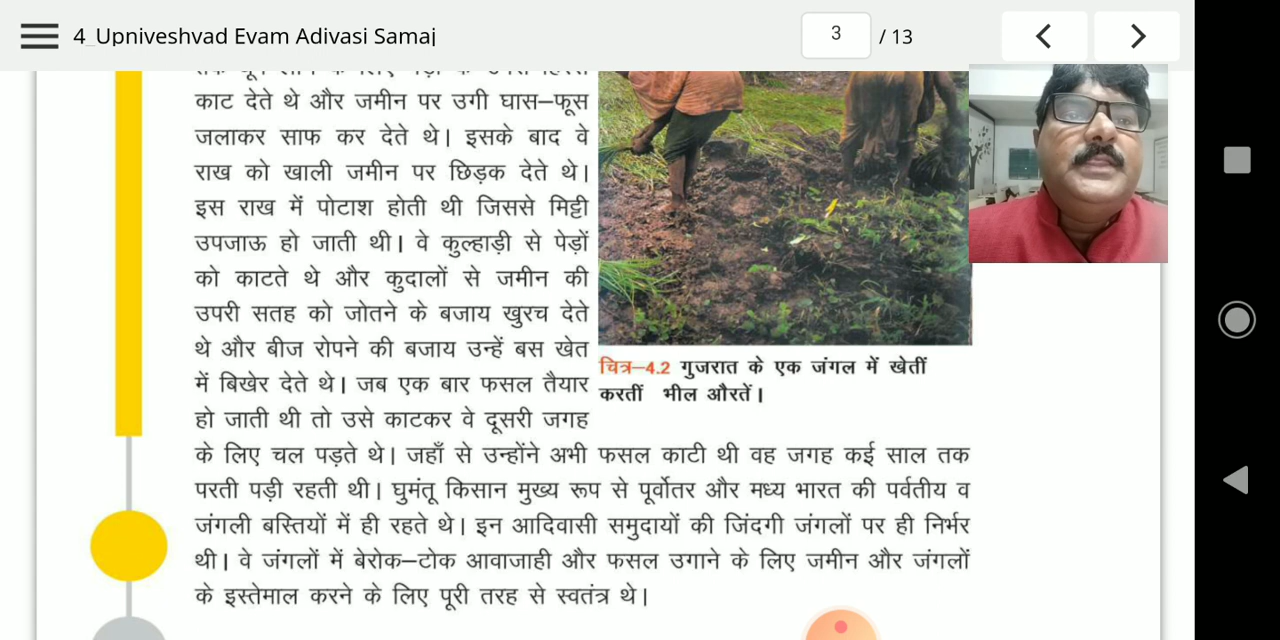 4_Upniveshvad Evam Adivasi Samaj
3 / 13
काट देते थे और जमीन पर उगी घास–फूस
जलाकर साफ कर देते थे। इसके बाद वे
राख को खाली जमीन पर छिड़क देते थे।
इस राख में पोटाश होती थी जिससे मिट्टी
उपजाऊ हो जाती थी। वे कुल्हाड़ी से पेड़ों
को काटते थे और कुदालों से जमीन की
उपरी सतह को जोतने के बजाय खुरच देते
थे और बीज रोपने की बजाय उन्हें बस खेत
में बिखेर देते थे। जब एक बार फसल तैयार
हो जाती थी तो उसे काटकर वे दूसरी जगह
के लिए चल पड़ते थे। जहाँ से उन्होंने अभी फसल काटी थी वह जगह कई साल तक
परती पड़ी रहती थी। घुमंतू किसान मुख्य रूप से पूर्वोतर और मध्य भारत की पर्वतीय व
जंगली बस्तियों में ही रहते थे। इन आदिवासी समुदायों की जिंदगी जंगलों पर ही निर्भर
थी। वे जंगलों में बेरोक–टोक आवाजाही और फसल उगाने के लिए जमीन और जंगलों
के इस्तेमाल करने के लिए पूरी तरह से स्वतंत्र थे।
चित्र–4.2 गुजरात के एक जंगल में खेतीं
करतीं भील औरतें।